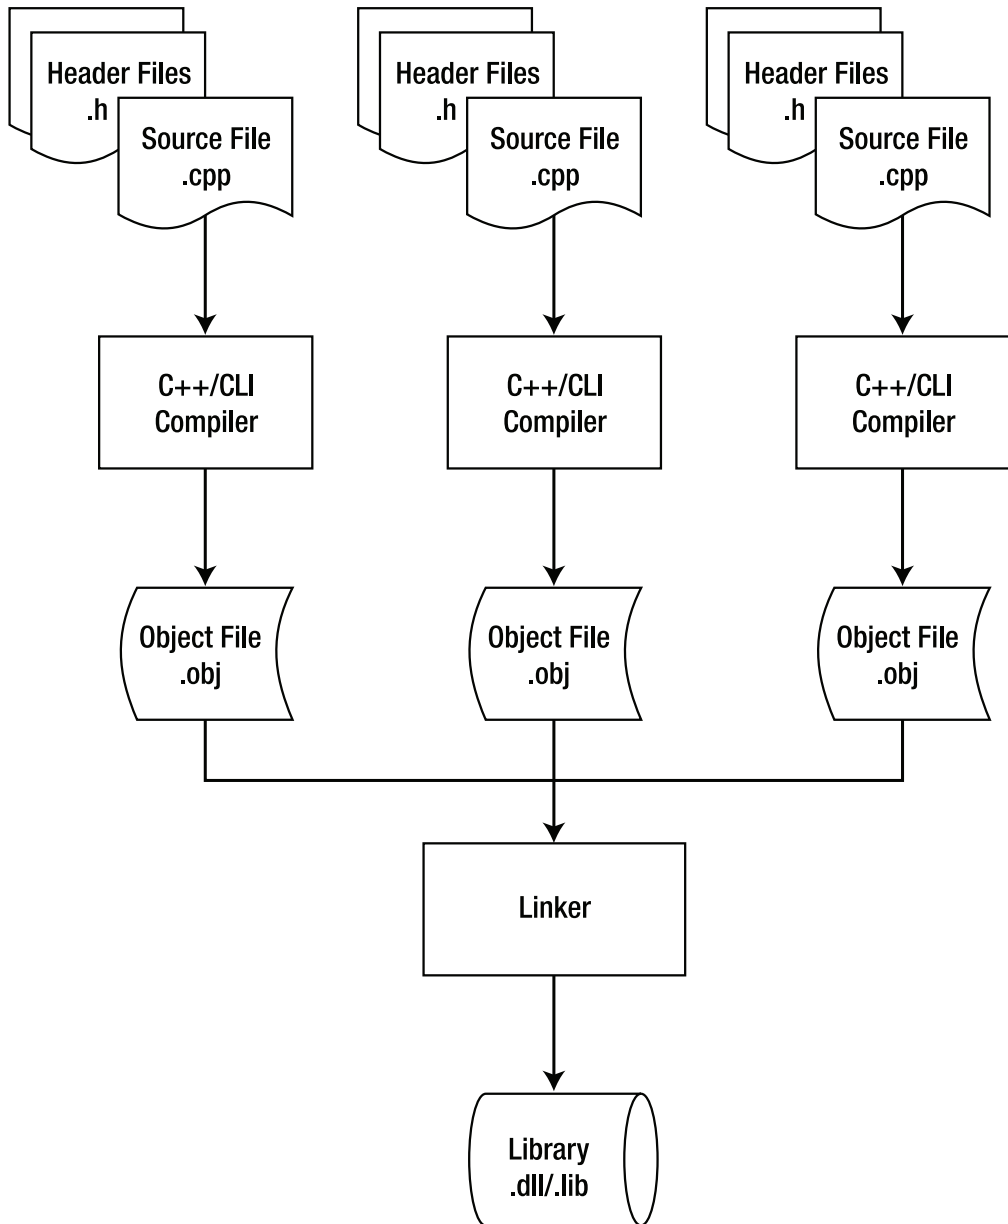 Header Files
.h
Source File
.cpp
Header Files
.h
Source File
.cpp
Header Files
.h
Source File
.cpp
C++/CLI
Compiler
C++/CLI
Compiler
C++/CLI
Compiler
Object File
.obj
Object File
.obj
Object File
.obj
Linker
Library
.dll/.lib